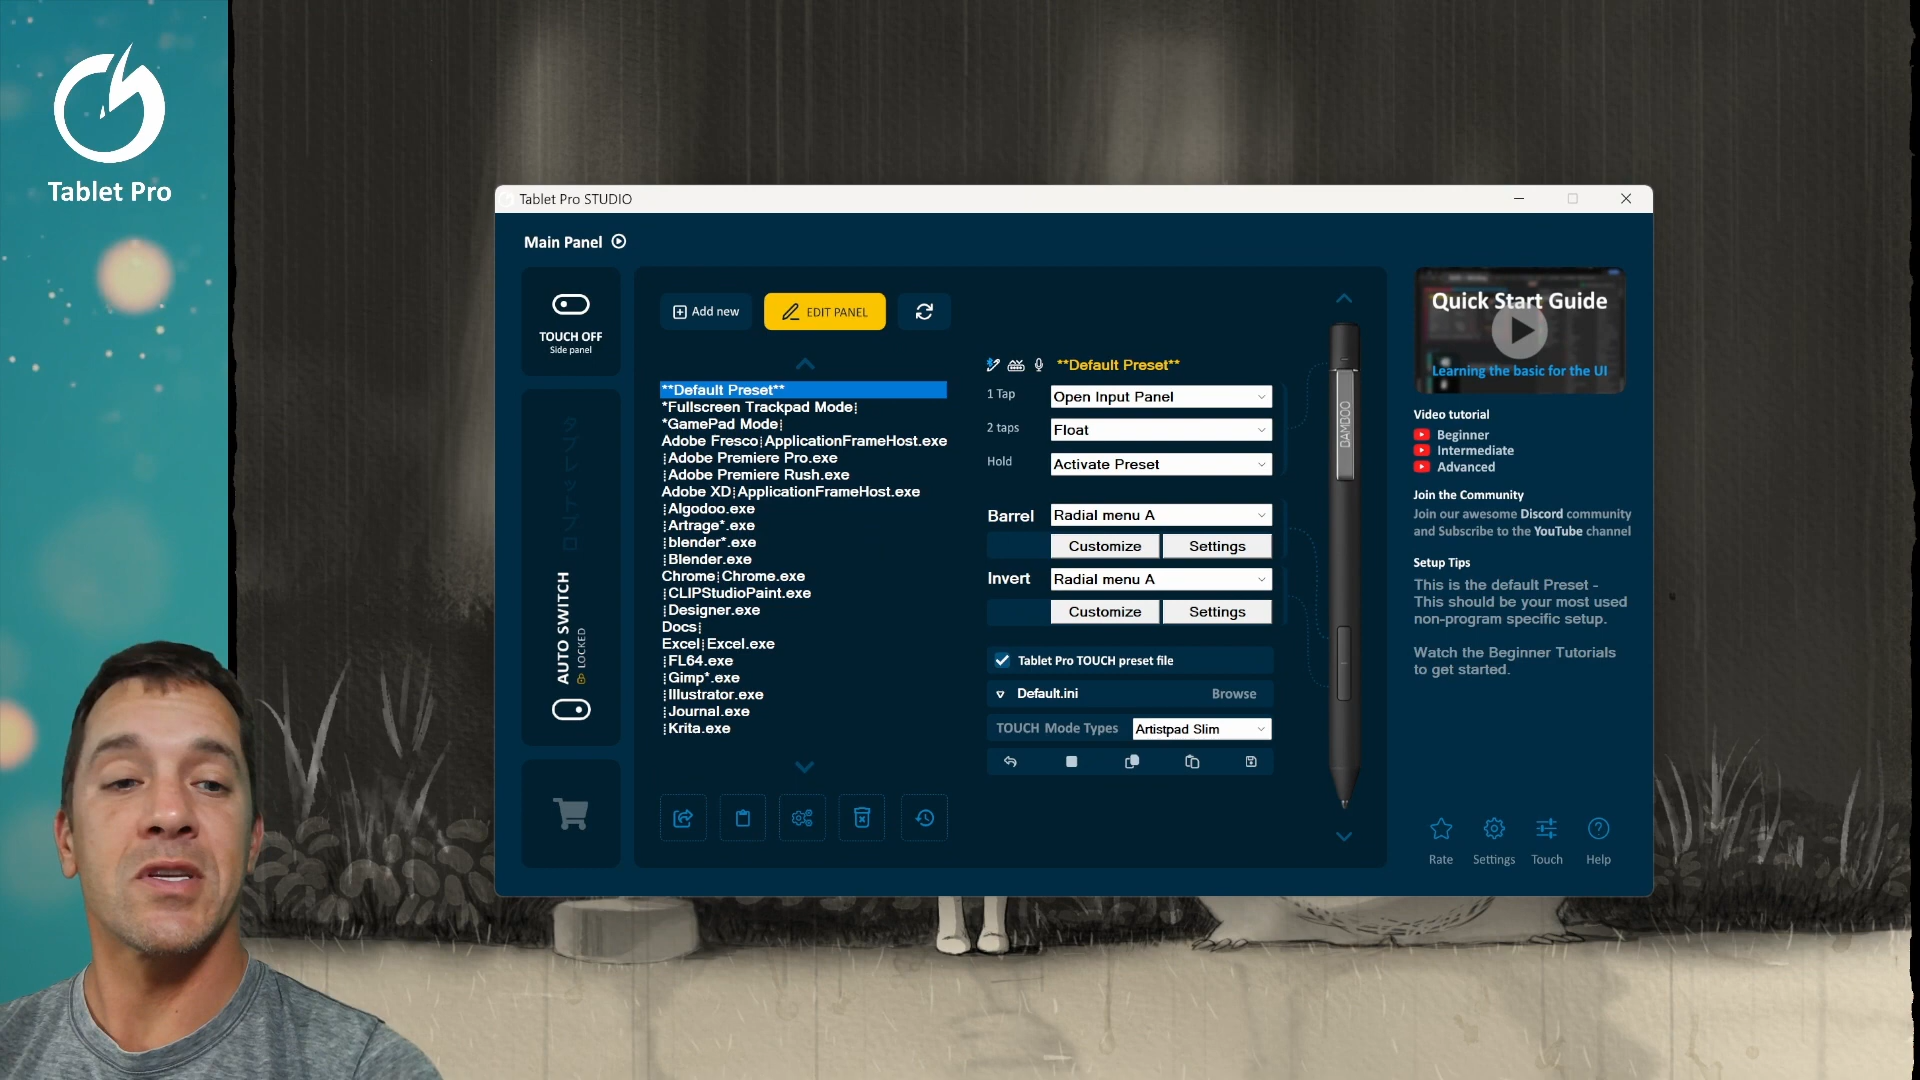 Tablet Pro
Tablet Pro STUDIO
Main Panel
TOUCH OFF
Side panel
タブレットプロ
AUTO SWITCH
LOCKED
Add new
EDIT PANEL
**Default Preset**
*Fullscreen Trackpad Mode¦
*GamePad Mode¦
Adobe Fresco¦ApplicationFrameHost.exe
¦Adobe Premiere Pro.exe
¦Adobe Premiere Rush.exe
Adobe XD¦ApplicationFrameHost.exe
¦Algodoo.exe
¦Artrage*.exe
¦blender*.exe
¦Blender.exe
Chrome¦Chrome.exe
¦CLIPStudioPaint.exe
¦Designer.exe
Docs¦
Excel¦Excel.exe
¦FL64.exe
¦Gimp*.exe
¦Illustrator.exe
¦Journal.exe
¦Krita.exe
**Default Preset**
1 Tap Open Input Panel
2 taps Float
Hold Activate Preset
Barrel Radial menu A
Customize Settings
Invert Radial menu A
Customize Settings
Tablet Pro TOUCH preset file
Default.ini Browse
TOUCH Mode Types Artistpad Slim
BAMBOO
Quick Start Guide
Learning the basic for the UI
Video tutorial
Beginner
Intermediate
Advanced
Join the Community
Join our awesome Discord community
and Subscribe to the YouTube channel
Setup Tips
This is the default Preset -
This should be your most used
non-program specific setup.
Watch the Beginner Tutorials
to get started.
Rate Settings Touch Help